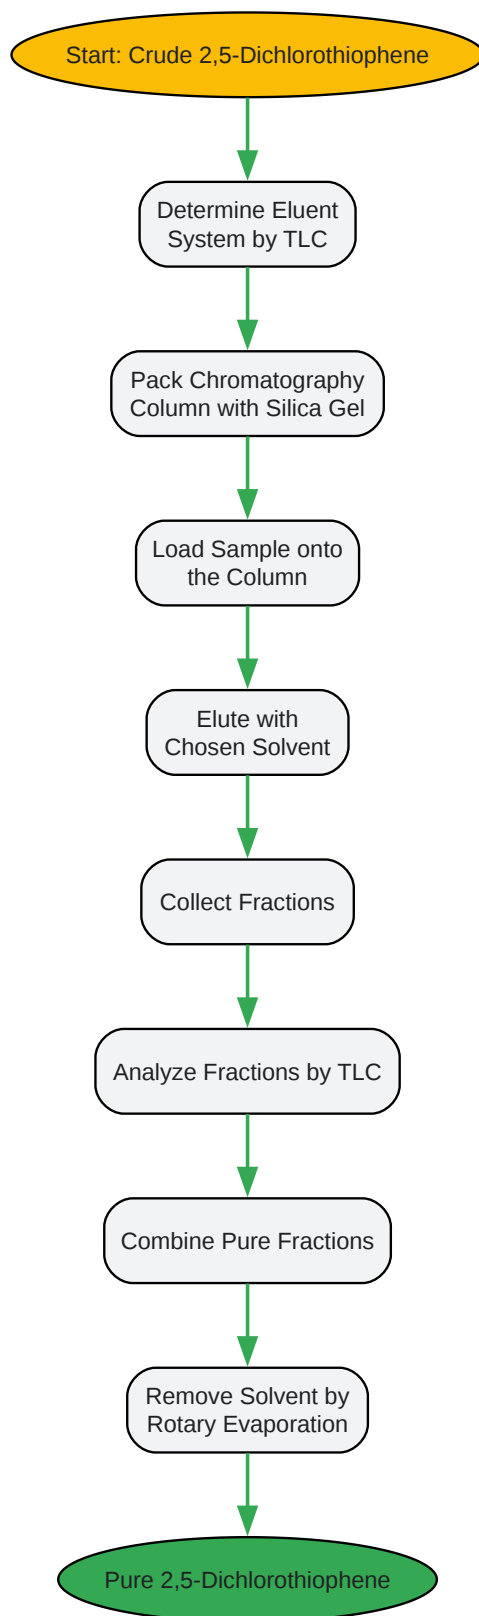 Start: Crude 2,5-Dichlorothiophene
Determine Eluent
System by TLC
Pack Chromatography
Column with Silica Gel
Load Sample onto
the Column
Elute with
Chosen Solvent
Collect Fractions
Analyze Fractions by TLC
Combine Pure Fractions
Remove Solvent by
Rotary Evaporation
Pure 2,5-Dichlorothiophene